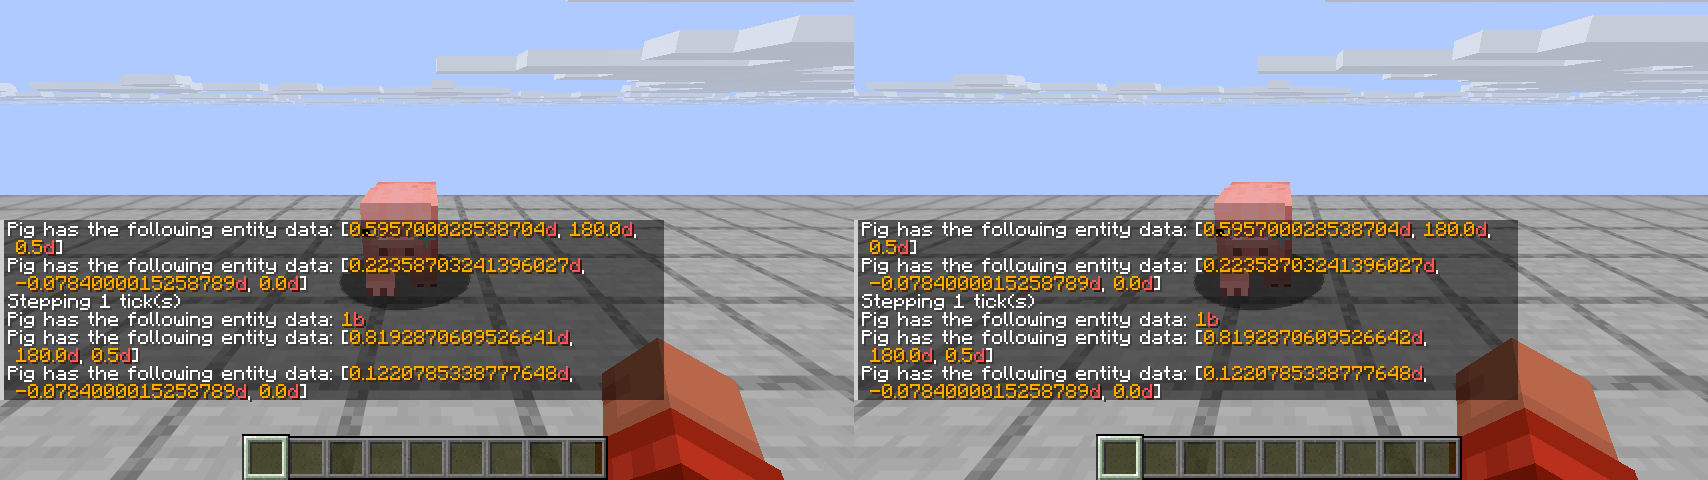 Pig has the following entity data: [0.595700028538704d, 180.0d,
0.5d]
Pig has the following entity data: [0.22358703241396027d,
-0.0784000015258789d, 0.0d]
Stepping 1 tick(s)
Pig has the following entity data: 1b
Pig has the following entity data: [0.8192870609526641d,
180.0d, 0.5d]
Pig has the following entity data: [0.1220785338777648d,
-0.0784000015258789d, 0.0d]
Pig has the following entity data: [0.595700028538704d, 180.0d,
0.5d]
Pig has the following entity data: [0.22358703241396027d,
-0.0784000015258789d, 0.0d]
Stepping 1 tick(s)
Pig has the following entity data: 1b
Pig has the following entity data: [0.8192870609526642d,
180.0d, 0.5d]
Pig has the following entity data: [0.1220785338777648d,
-0.0784000015258789d, 0.0d]